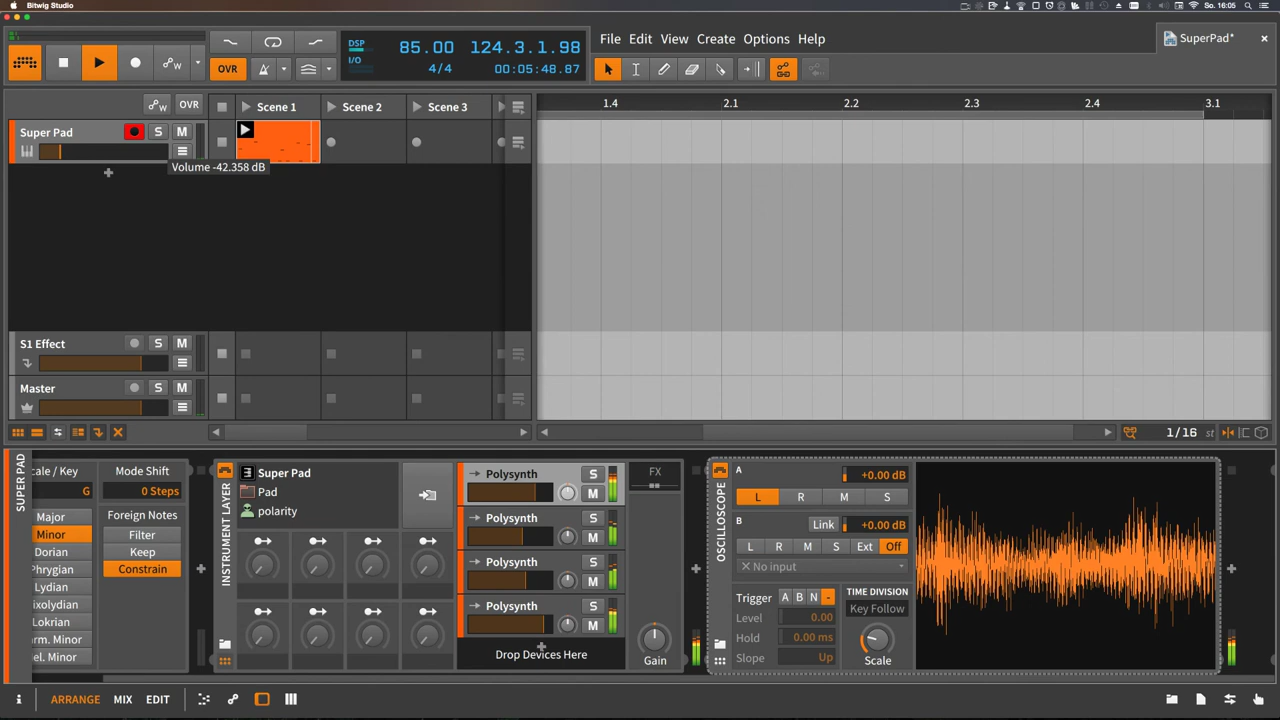 Bitwig Studio
So. 16:05
DSP 85.00 124.3.1.98
I/O 4/4 00:05:48.87
OVR
File Edit View Create Options Help
SuperPad*
OVR
Scene 1 Scene 2 Scene 3
1.4 2.1 2.2 2.3 2.4 3.1
Super Pad S M
Volume -42.358 dB
S1 Effect S M
Master S M
1/16 st
SUPER PAD
cale / Key
G
Major
Minor
Dorian
Phrygian
Lydian
ixolydian
Lokrian
arm. Minor
el. Minor
Mode Shift
0 Steps
Foreign Notes
Filter
Keep
Constrain
INSTRUMENT LAYER
Super Pad
Pad
polarity
Polysynth S
M
Polysynth S
M
Polysynth S
M
Polysynth S
M
Drop Devices Here
FX
Gain
OSCILLOSCOPE
A +0.00 dB
L R M S
B Link +0.00 dB
L R M S Ext Off
No input
Trigger A B N -
Level 0.00
Hold 0.00 ms
Slope Up
TIME DIVISION
Key Follow
Scale
i ARRANGE MIX EDIT